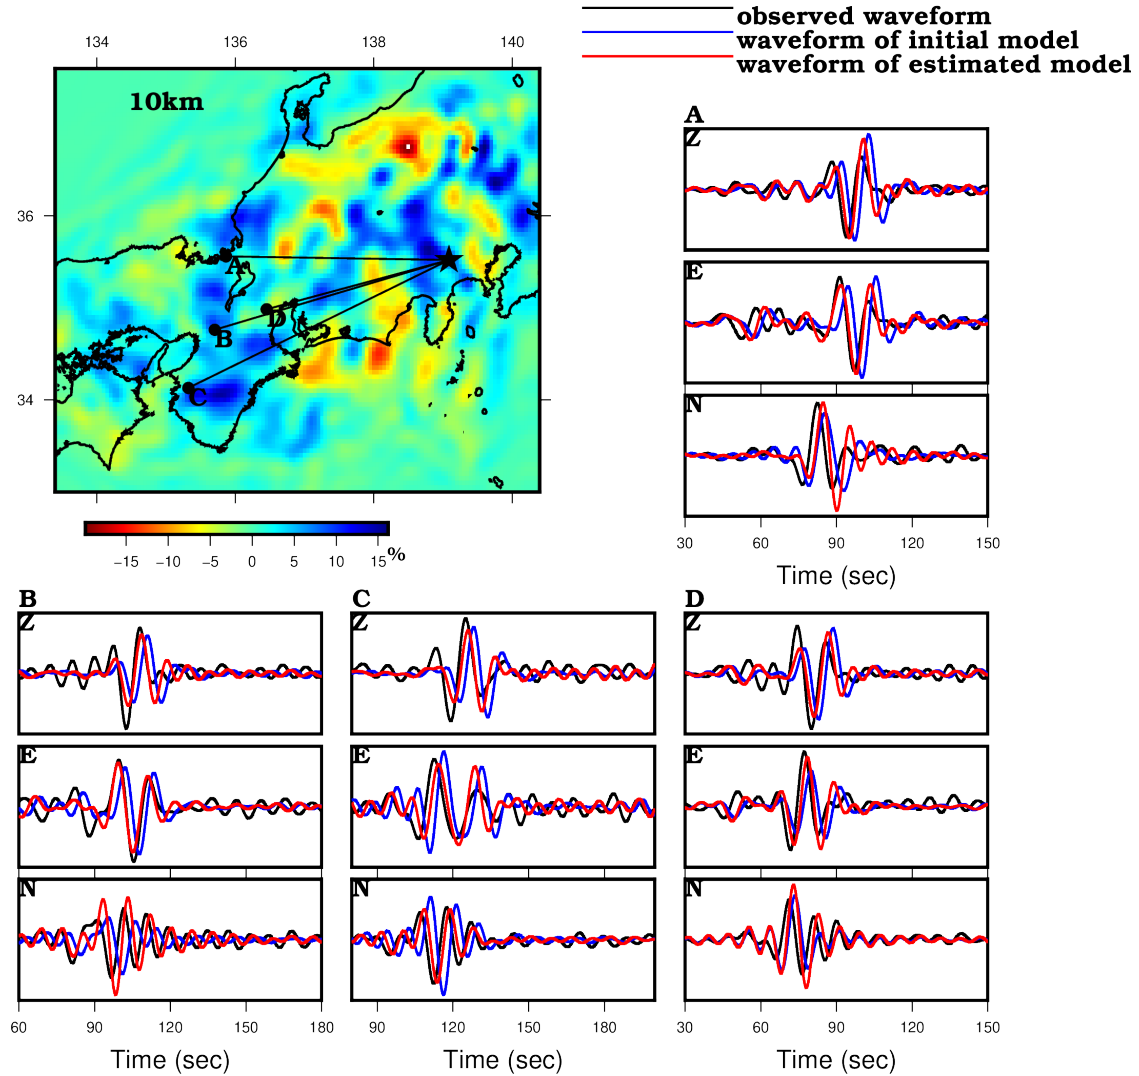 observed waveform
waveform of initial model
waveform of estimated model
134 136 138 140
10km
36
34
A
B
C
D
−15 −10 −5 0 5 10 15 %
A
Z
E
N
30 60 90 120 150
Time (sec)
B
Z
E
N
60 90 120 150 180
Time (sec)
C
Z
E
N
90 120 150 180
Time (sec)
D
Z
E
N
30 60 90 120 150
Time (sec)